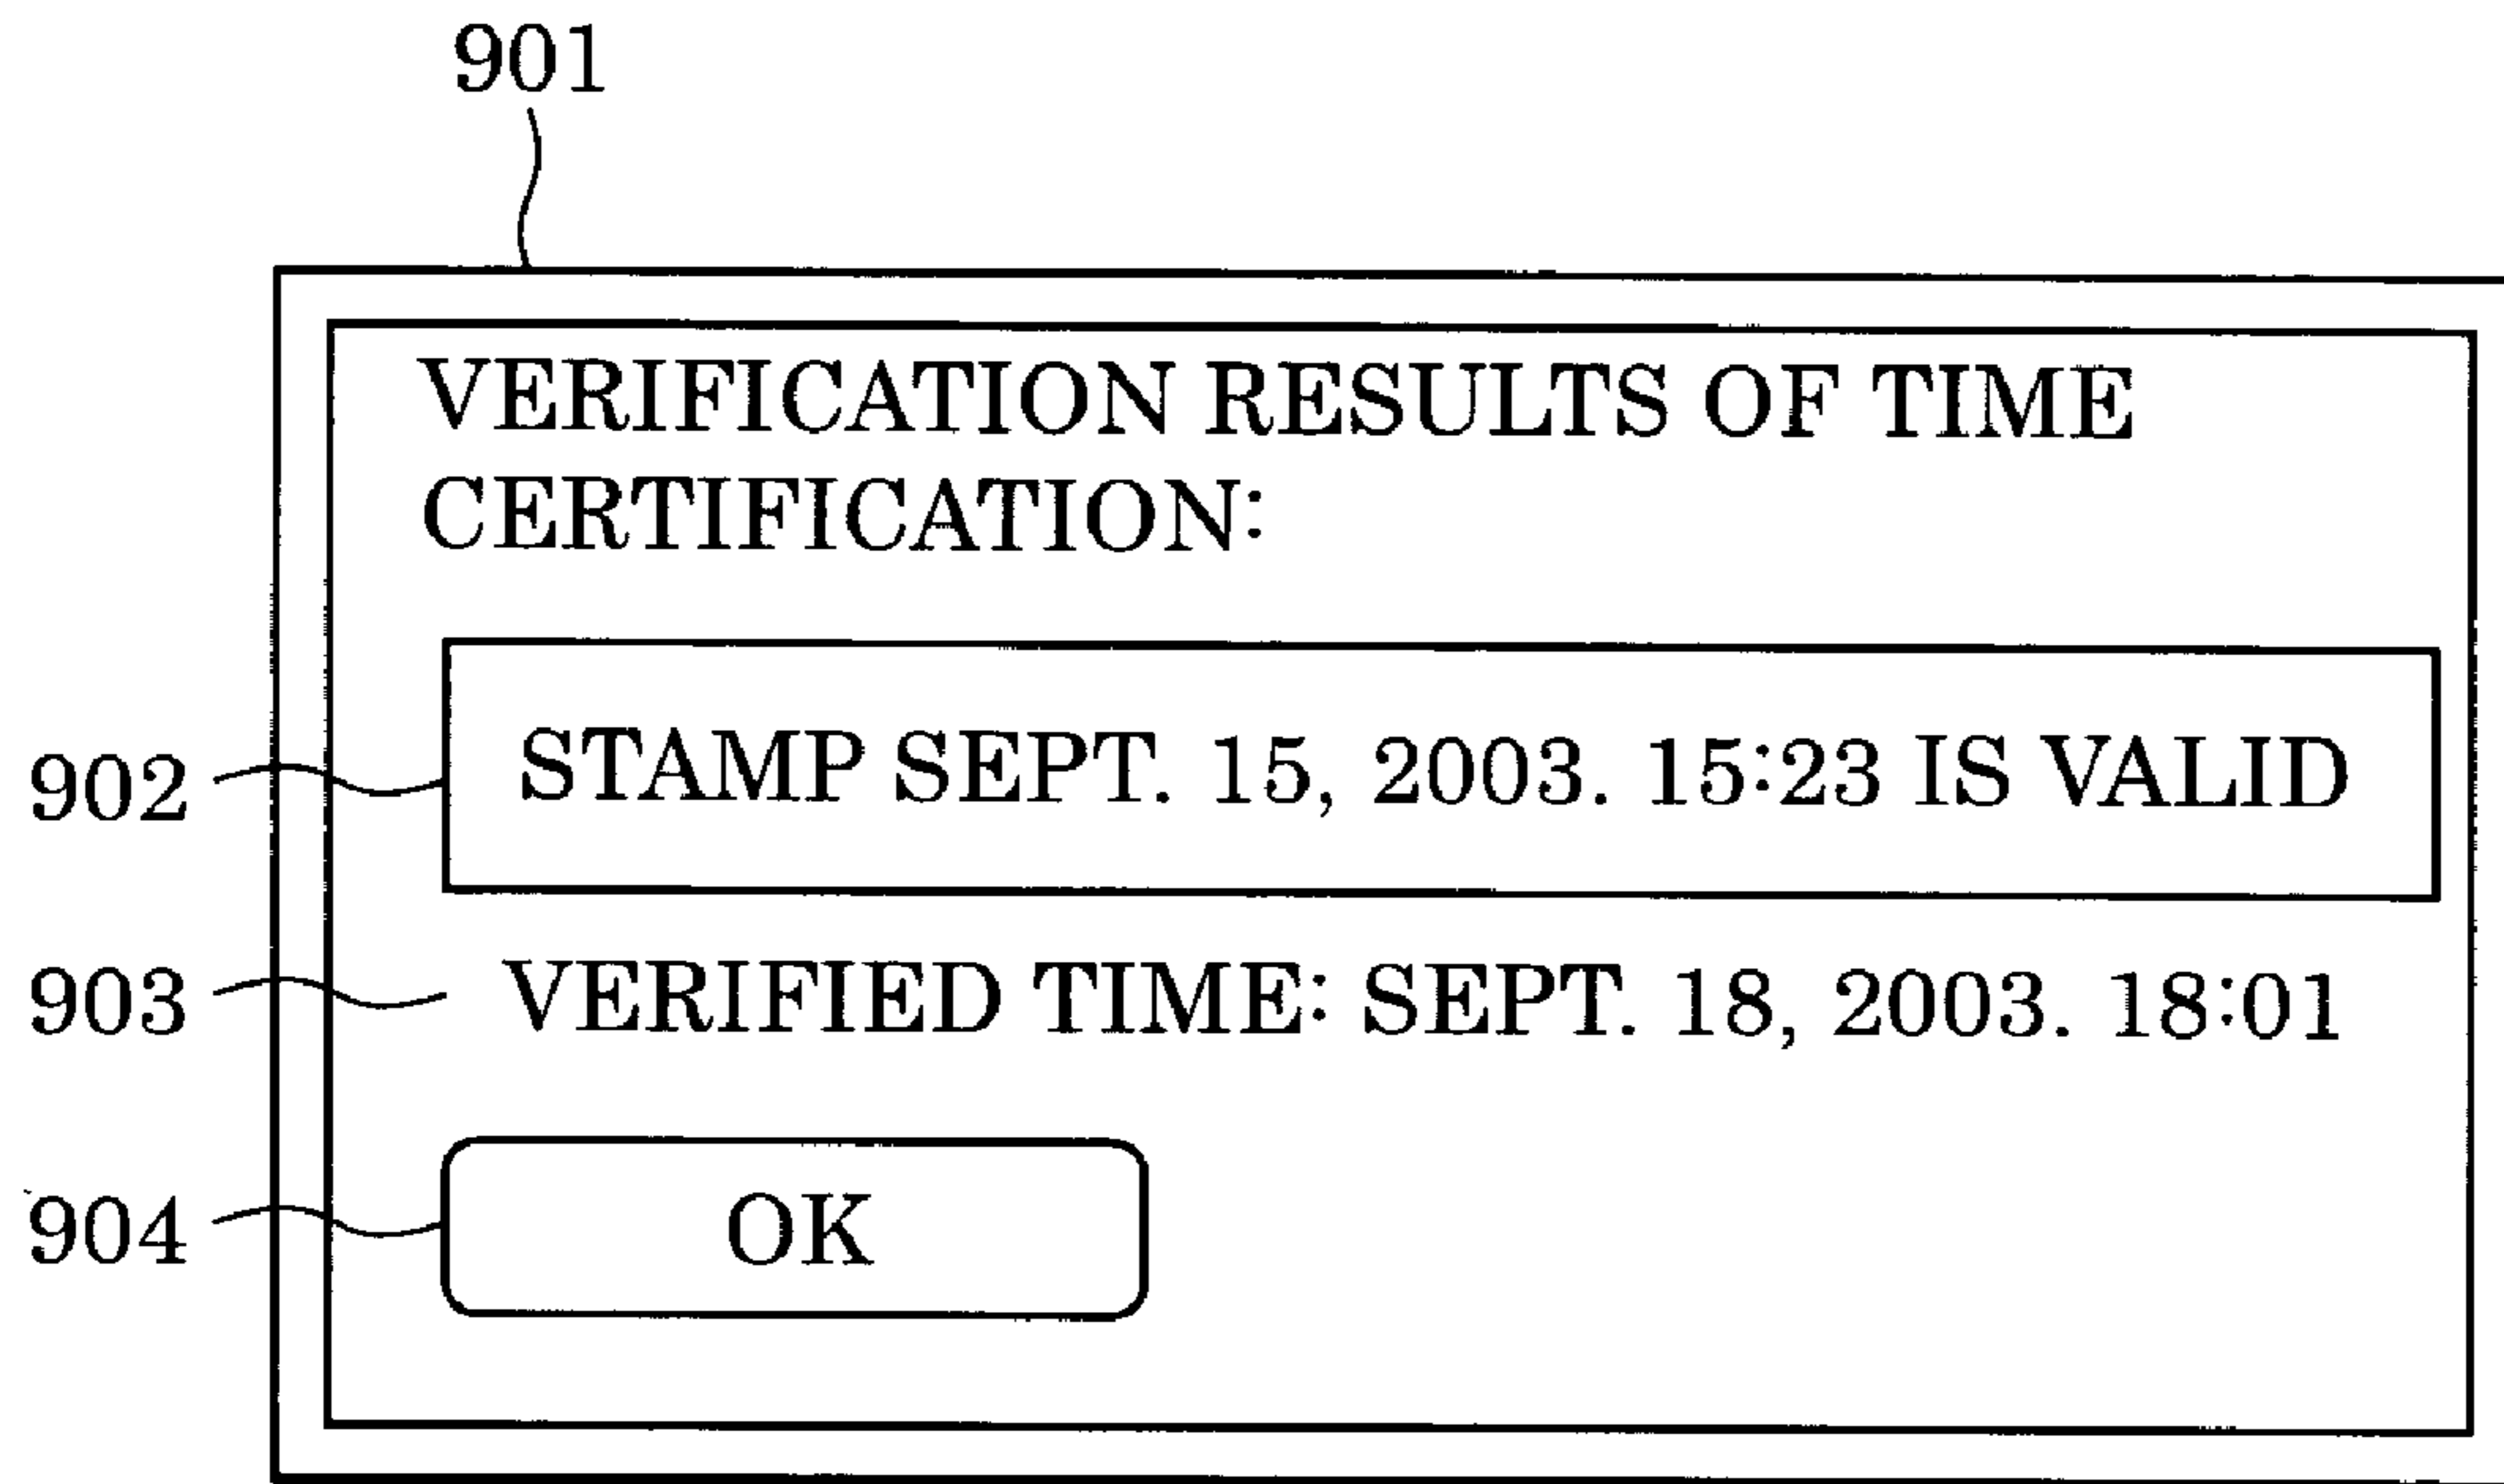 901
VERIFICATION RESULTS OF TIME
CERTIFICATION:
902 STAMP SEPT. 15, 2003. 15:23 IS VALID
903 VERIFIED TIME: SEPT. 18, 2003. 18:01
904 OK